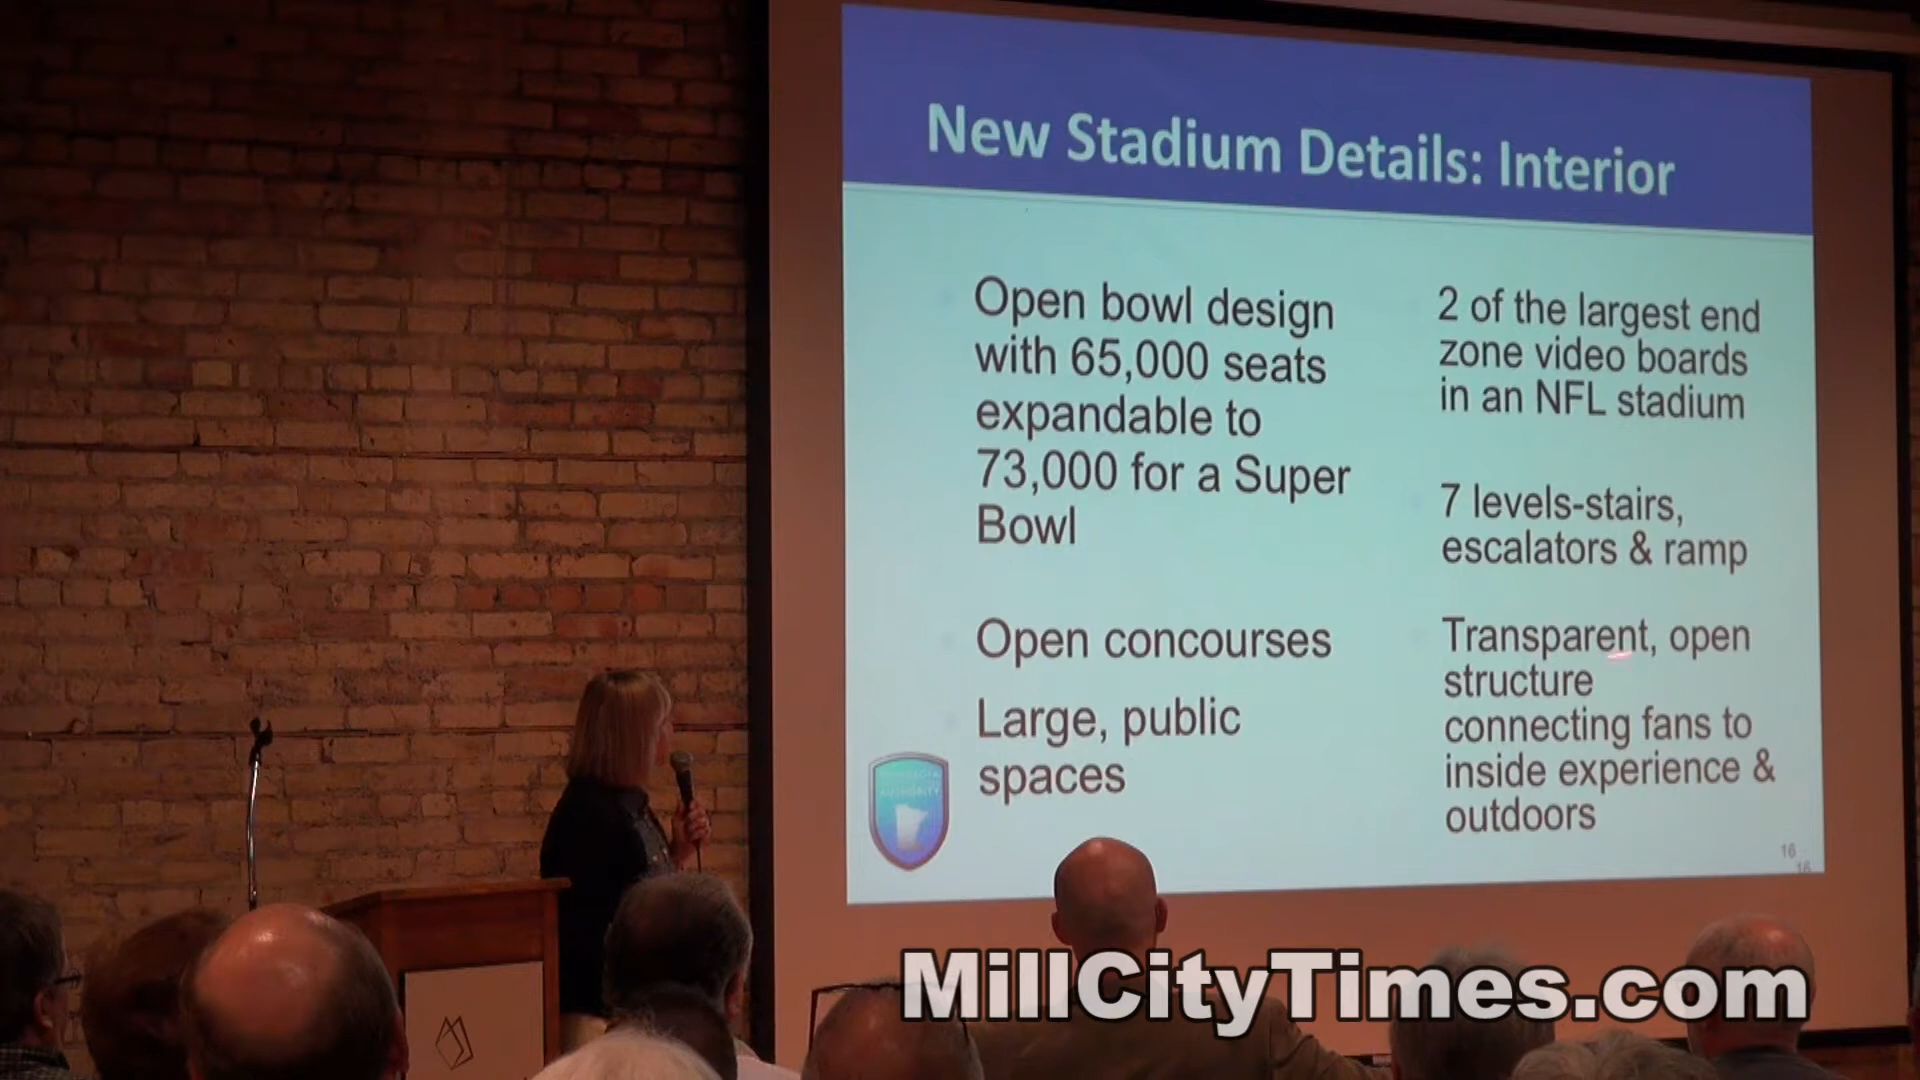 New Stadium Details: Interior
Open bowl design
with 65,000 seats
expandable to
73,000 for a Super
Bowl
Open concourses
Large, public
spaces
2 of the largest end
zone video boards
in an NFL stadium
7 levels-stairs,
escalators & ramp
Transparent, open
structure
connecting fans to
inside experience &
outdoors
AUTHORITY
16
16
MillCityTimes.com